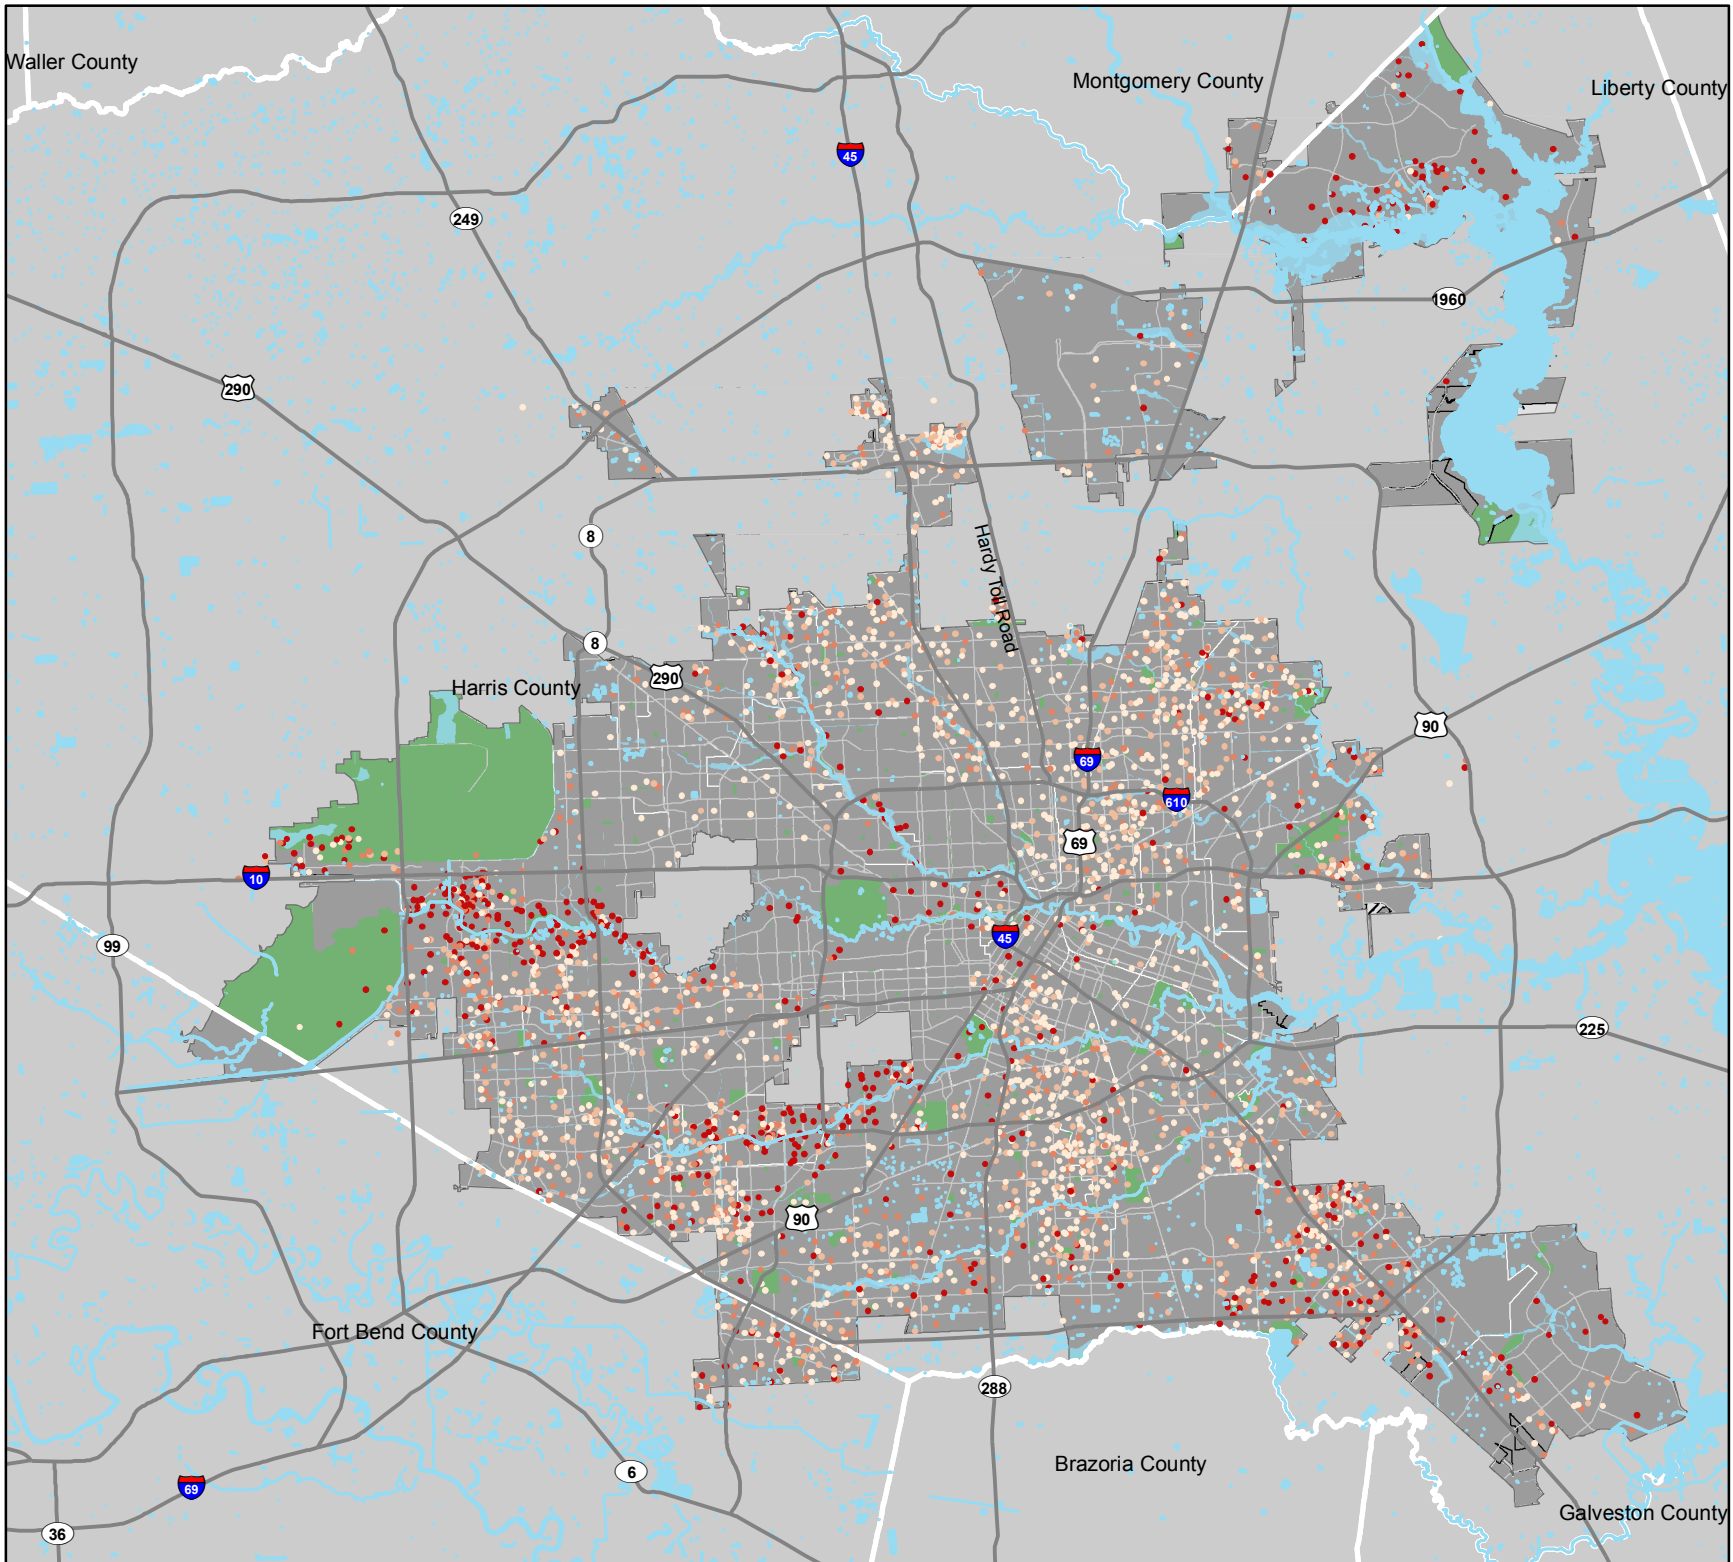 Waller County
Montgomery County
Liberty County
45
249
1960
290
8
Hardy Toll Road
8
290
Harris County
90
69
610
69
10
45
99
225
90
Fort Bend County
288
6
Brazoria County
69
Galveston County
36